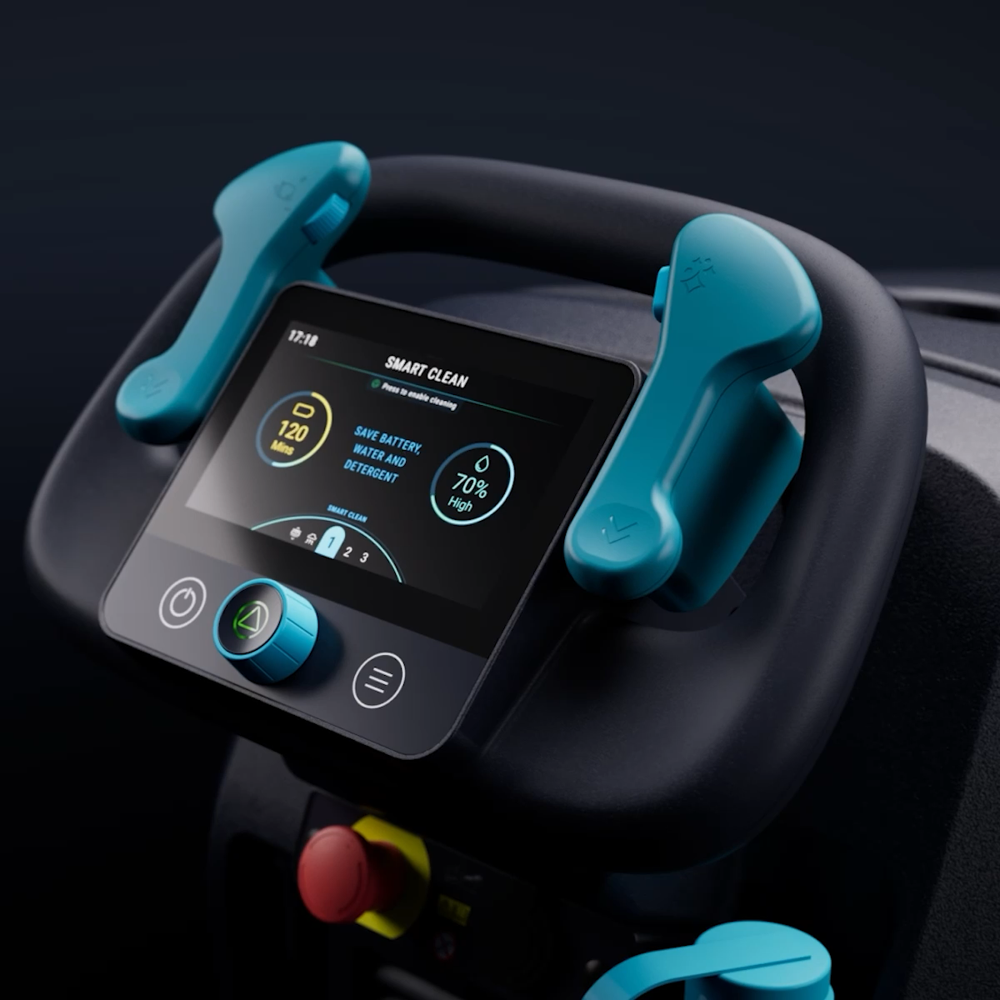 17:18
SMART CLEAN
Press to enable cleaning
120
Mins
SAVE BATTERY,
WATER AND
DETERGENT
70%
High
SMART CLEAN
1 2 3